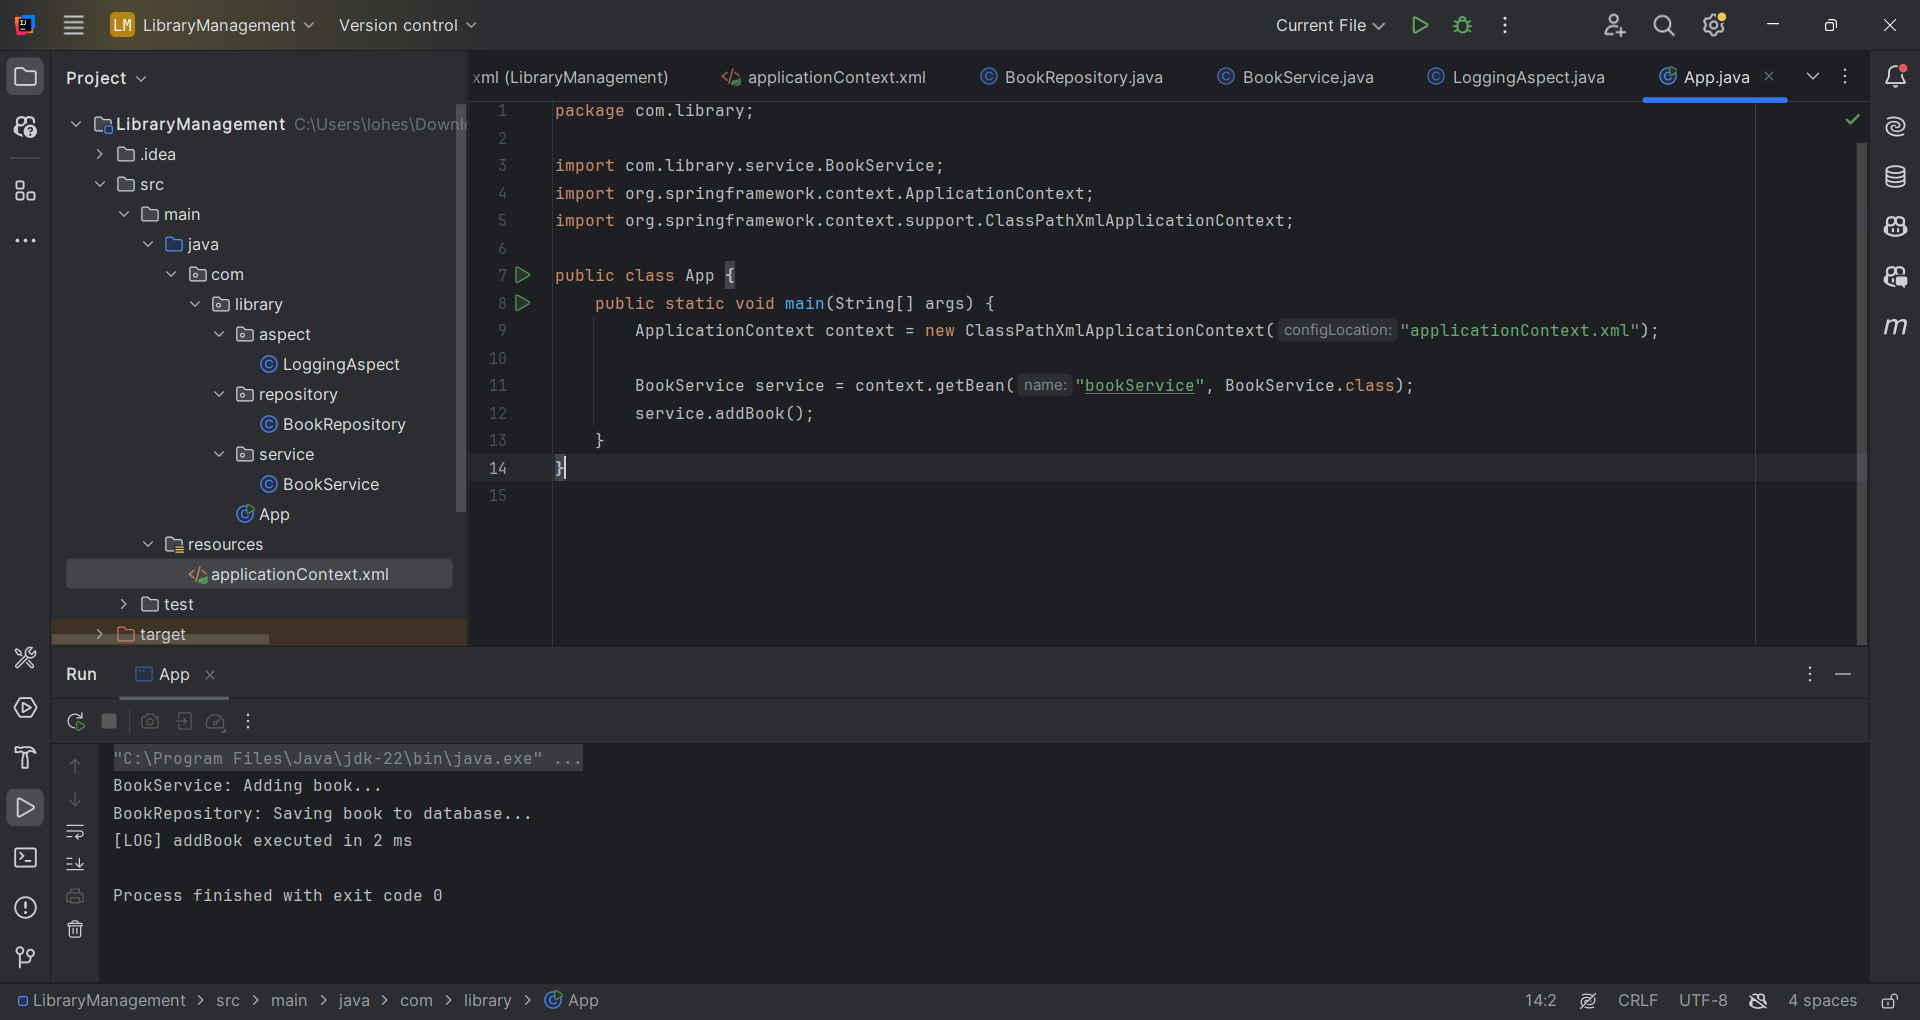 LM LibraryManagement Version control Current File
Project
xml (LibraryManagement) applicationContext.xml BookRepository.java BookService.java LoggingAspect.java App.java
LibraryManagement C:\Users\lohes\Downl
.idea
src
main
java
com
library
aspect
LoggingAspect
repository
BookRepository
service
BookService
App
resources
applicationContext.xml
test
target
1 package com.library;
2
3 import com.library.service.BookService;
4 import org.springframework.context.ApplicationContext;
5 import org.springframework.context.support.ClassPathXmlApplicationContext;
6
7 public class App {
8 public static void main(String[] args) {
9 ApplicationContext context = new ClassPathXmlApplicationContext( configLocation: "applicationContext.xml");
10
11 BookService service = context.getBean( name: "bookService", BookService.class);
12 service.addBook();
13 }
14 }
15
m
Run App
"C:\Program Files\Java\jdk-22\bin\java.exe" ...
BookService: Adding book...
BookRepository: Saving book to database...
[LOG] addBook executed in 2 ms
Process finished with exit code 0
LibraryManagement > src > main > java > com > library > App 14:2 CRLF UTF-8 4 spaces